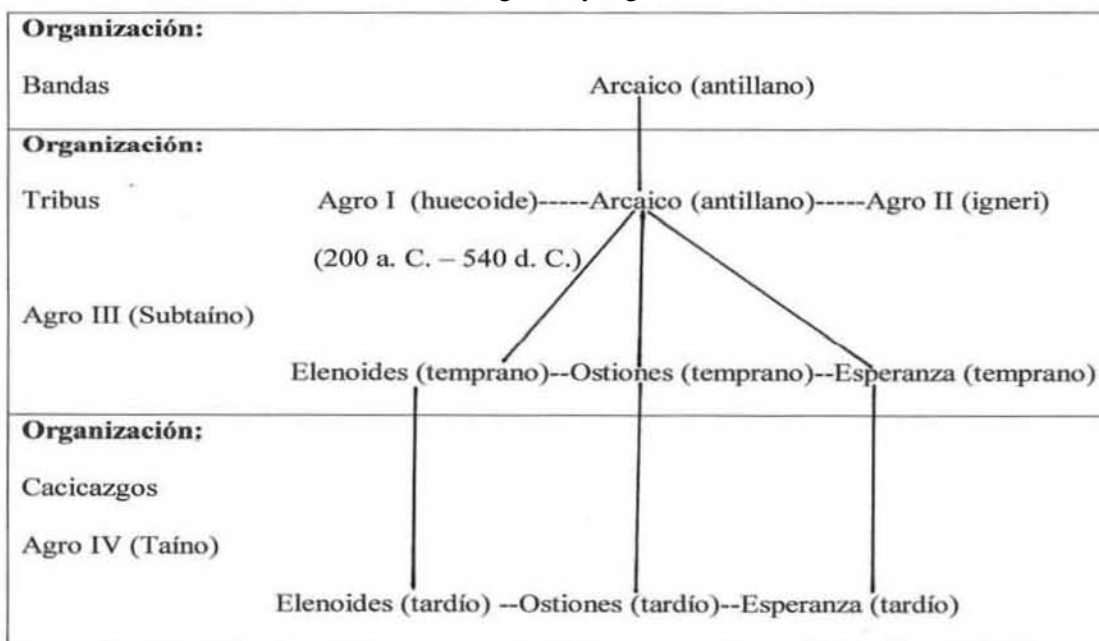 Organización:
Bandas Arcaico (antillano)
Organización:
Tribus Agro I (huecoide)-----Arcaico (antillano)-----Agro II (igneri)
(200 a. C. – 540 d. C.)
Agro III (Subtaíno)
Elenoides (temprano)--Ostiones (temprano)--Esperanza (temprano)
Organización:
Cacicazgos
Agro IV (Taíno)
Elenoides (tardío) --Ostiones (tardío)--Esperanza (tardío)